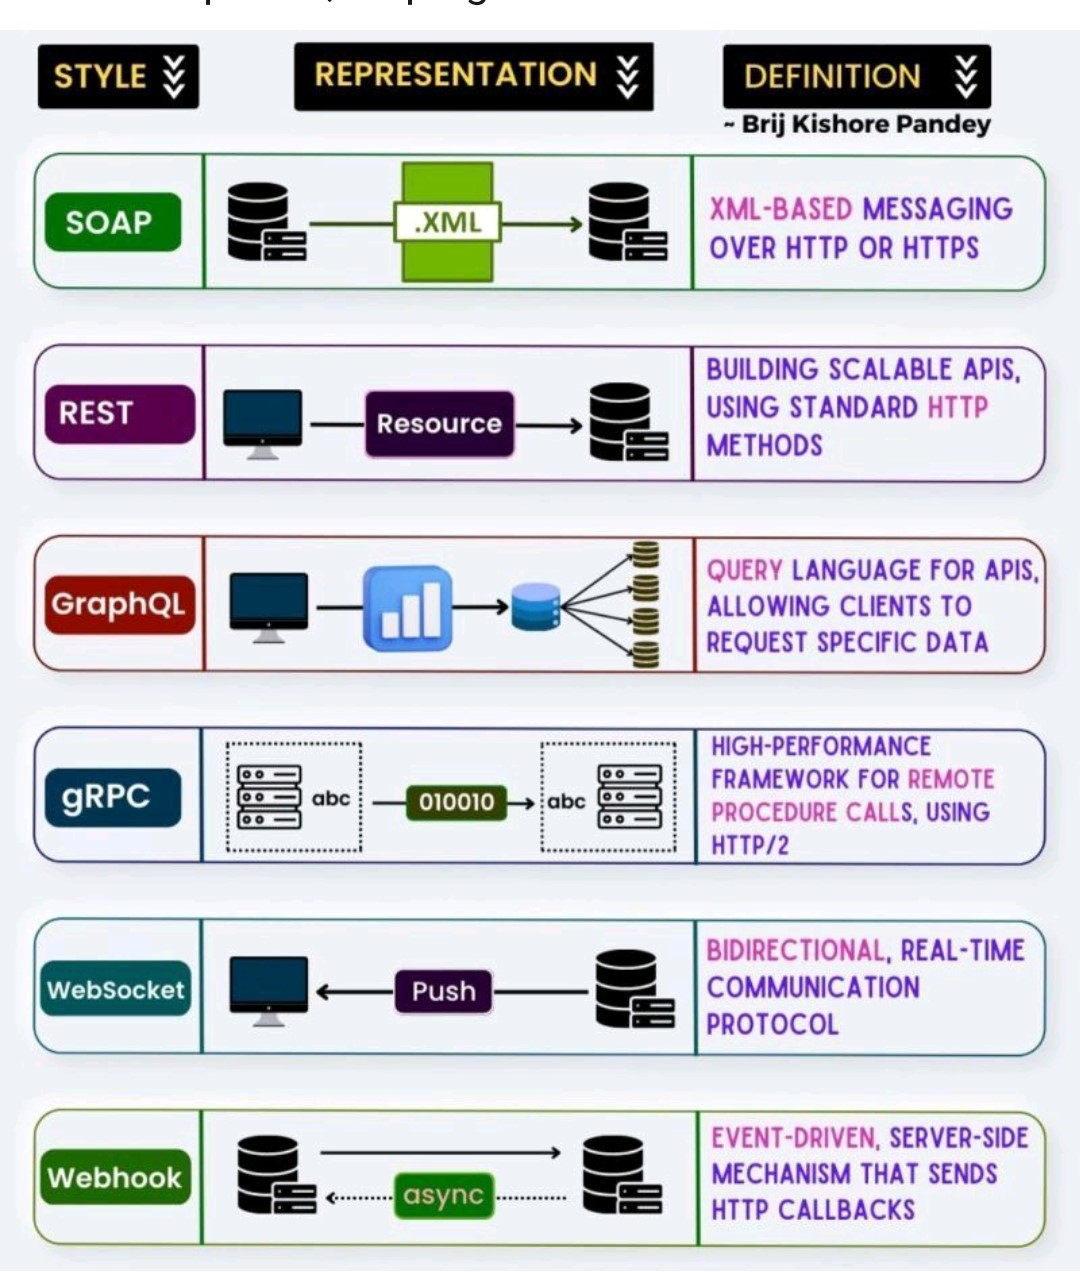 STYLE
REPRESENTATION
DEFINITION
~ Brij Kishore Pandey
SOAP
.XML
XML-BASED MESSAGING
OVER HTTP OR HTTPS
REST
Resource
BUILDING SCALABLE APIS,
USING STANDARD HTTP
METHODS
GraphQL
QUERY LANGUAGE FOR APIS,
ALLOWING CLIENTS TO
REQUEST SPECIFIC DATA
gRPC
abc
010010
abc
HIGH-PERFORMANCE
FRAMEWORK FOR REMOTE
PROCEDURE CALLS, USING
HTTP/2
WebSocket
Push
BIDIRECTIONAL, REAL-TIME
COMMUNICATION
PROTOCOL
Webhook
async
EVENT-DRIVEN, SERVER-SIDE
MECHANISM THAT SENDS
HTTP CALLBACKS